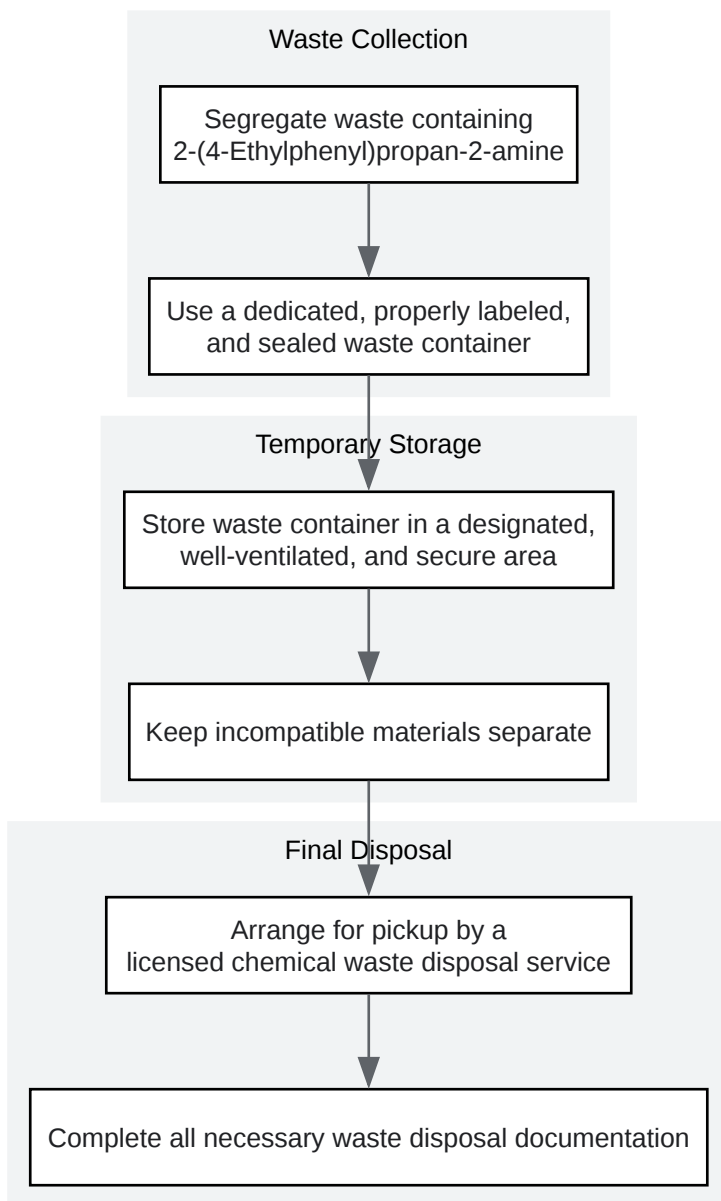 Waste Collection
Segregate waste containing
2-(4-Ethylphenyl)propan-2-amine
Use a dedicated, properly labeled,
and sealed waste container
Temporary Storage
Store waste container in a designated,
well-ventilated, and secure area
Keep incompatible materials separate
Final Disposal
Arrange for pickup by a
licensed chemical waste disposal service
Complete all necessary waste disposal documentation